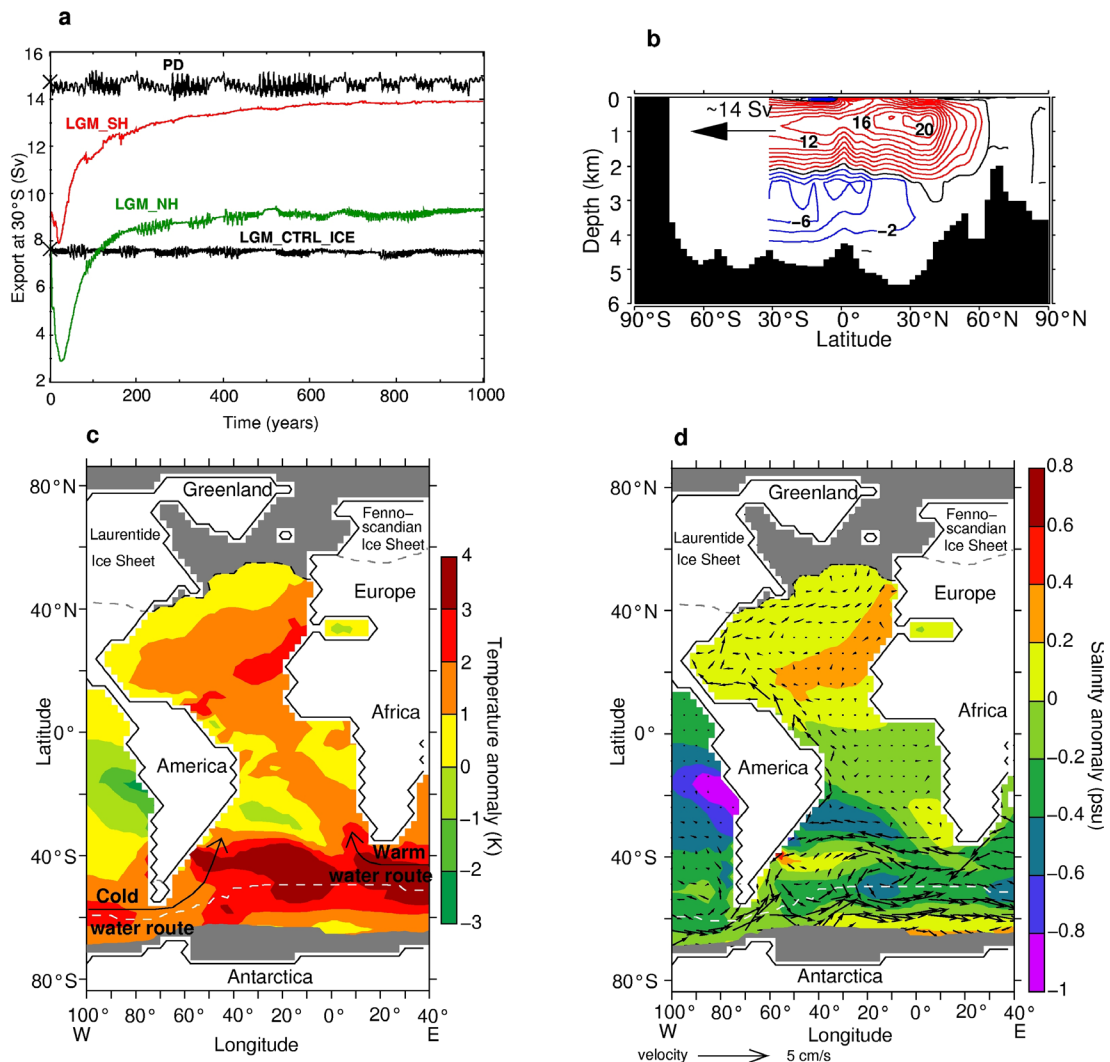 a
16
14
12
10
8
6
4
2
Export at 30°S (Sv)
PD
LGM_SH
LGM_NH
LGM_CTRL_ICE
0
200
400
600
800
1000
Time (years)
b
0
1
2
3
4
5
6
Depth (km)
~14 Sv
16
20
12
−6
−2
90°S
60°S
30°S
0°
30°N
60°N
90°N
Latitude
c
80°N
40°N
0°
40°S
80°S
Latitude
Greenland
Laurentide
Ice Sheet
Fenno−
scandian
Ice Sheet
Europe
Africa
America
Cold
water route
Warm
water route
Antarctica
100°
80°
60°
40°
20°
0°
20°
40°
W
E
Longitude
4
3
2
1
0
−1
−2
−3
Temperature anomaly (K)
d
80°N
40°N
0°
40°S
80°S
Latitude
Greenland
Laurentide
Ice Sheet
Fenno−
scandian
Ice Sheet
Europe
Africa
America
Antarctica
100°
80°
60°
40°
20°
0°
20°
40°
W
E
Longitude
velocity
5 cm/s
0.8
0.6
0.4
0.2
0
−0.2
−0.4
−0.6
−0.8
−1
Salinity anomaly (psu)